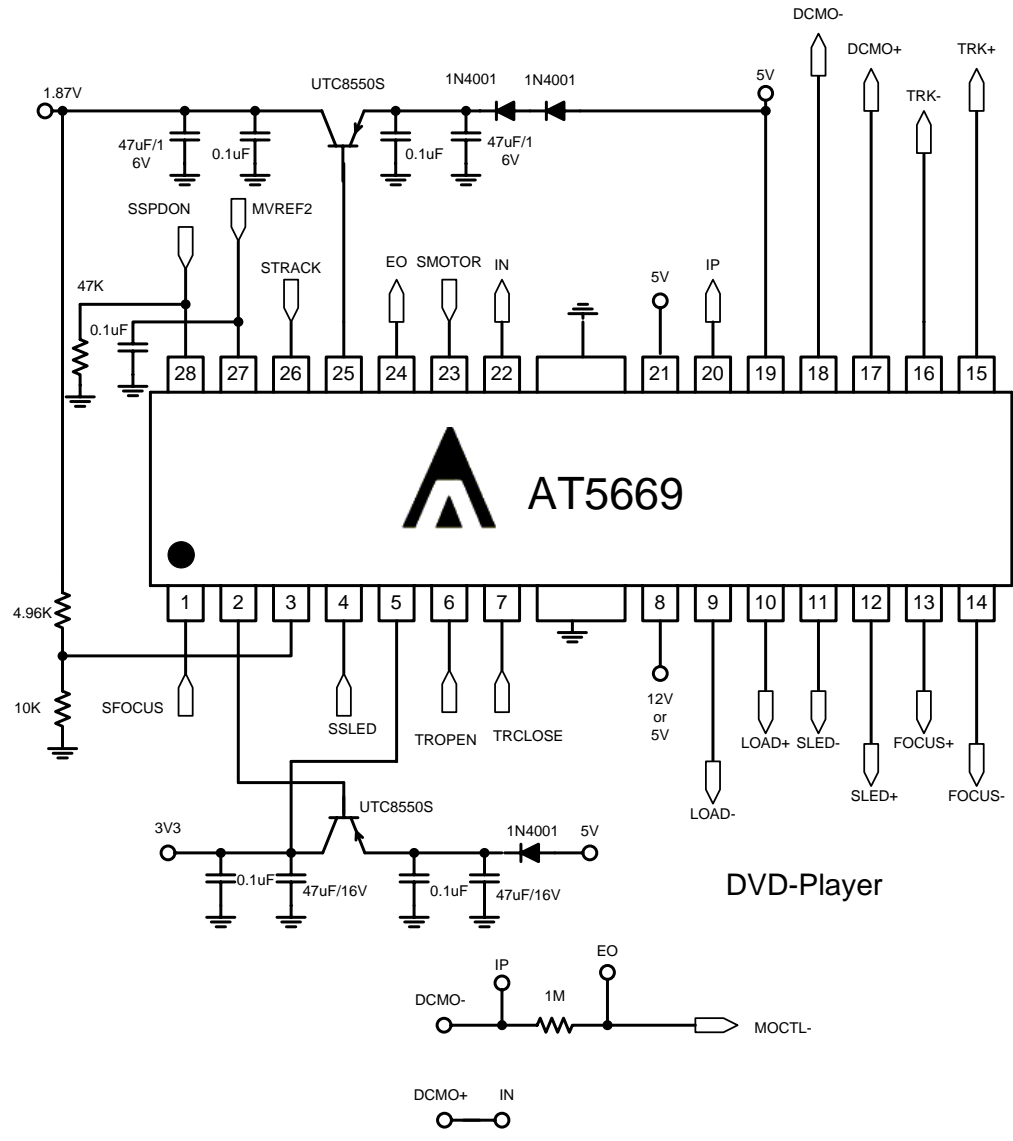 DCMO-
DCMO+
TRK+
UTC8550S
1N4001
1N4001
5V
1.87V
TRK-
47uF/1
6V
0.1uF
0.1uF
47uF/1
6V
SSPDON
MVREF2
STRACK
EO
SMOTOR
IN
5V
IP
47K
0.1uF
28
27
26
25
24
23
22
21
20
19
18
17
16
15
AT5669
1
2
3
4
5
6
7
8
9
10
11
12
13
14
4.96K
10K
SFOCUS
SSLED
TROPEN
TRCLOSE
12V
or
5V
LOAD+
SLED-
FOCUS+
LOAD-
SLED+
FOCUS-
UTC8550S
3V3
1N4001
5V
0.1uF
47uF/16V
0.1uF
47uF/16V
DVD-Player
IP
EO
DCMO-
1M
MOCTL-
DCMO+
IN